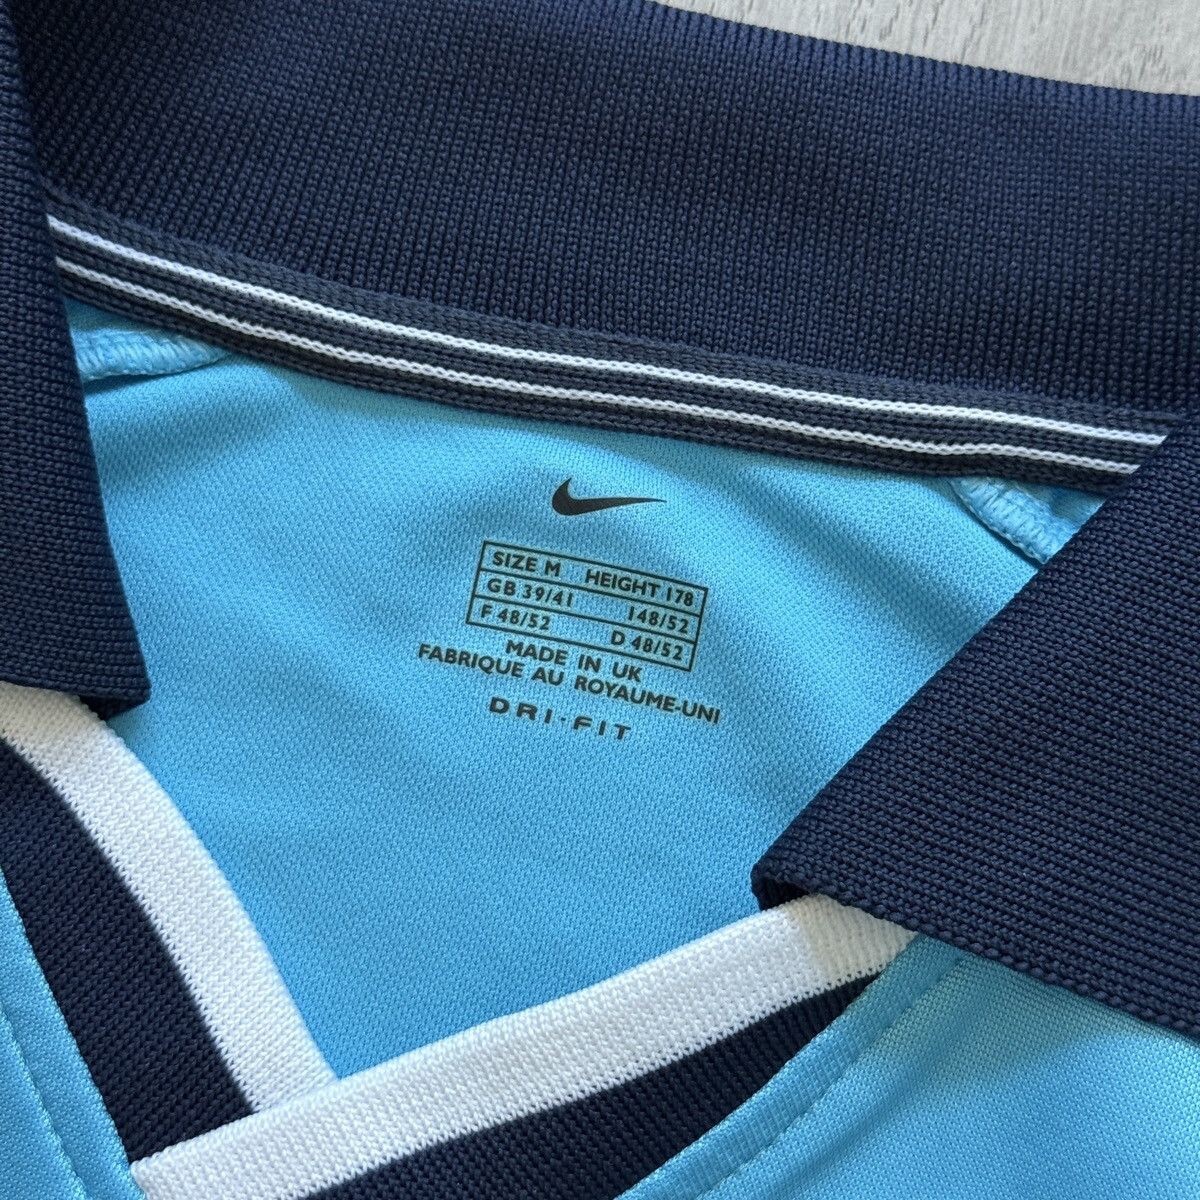 SIZE M HEIGHT 178
GB 39/41 148/52
F 48/52 D 48/52
MADE IN UK
FABRIQUE AU ROYAUME-UNI
DRI·FIT